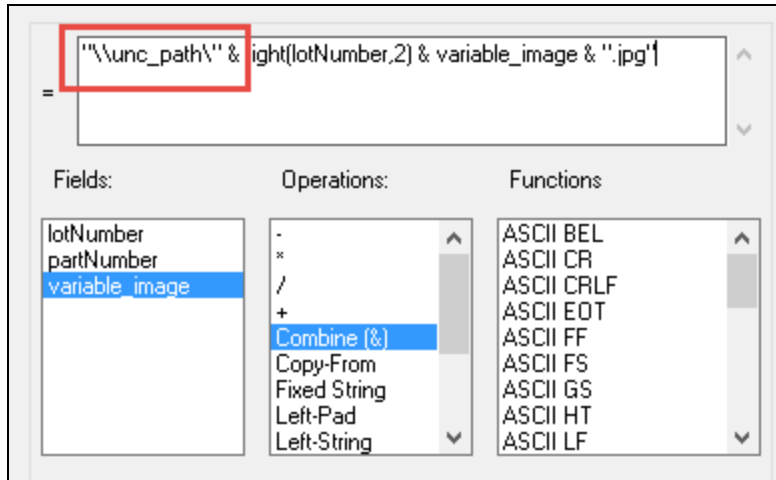 "\\unc_path\" & ight(lotNumber,2) & variable_image & ".jpg"
=
Fields:
Operations:
Functions
lotNumber
partNumber
variable_image
-
*
/
+
Combine (&)
Copy-From
Fixed String
Left-Pad
Left-String
ASCII BEL
ASCII CR
ASCII CRLF
ASCII EOT
ASCII FF
ASCII FS
ASCII GS
ASCII HT
ASCII LF